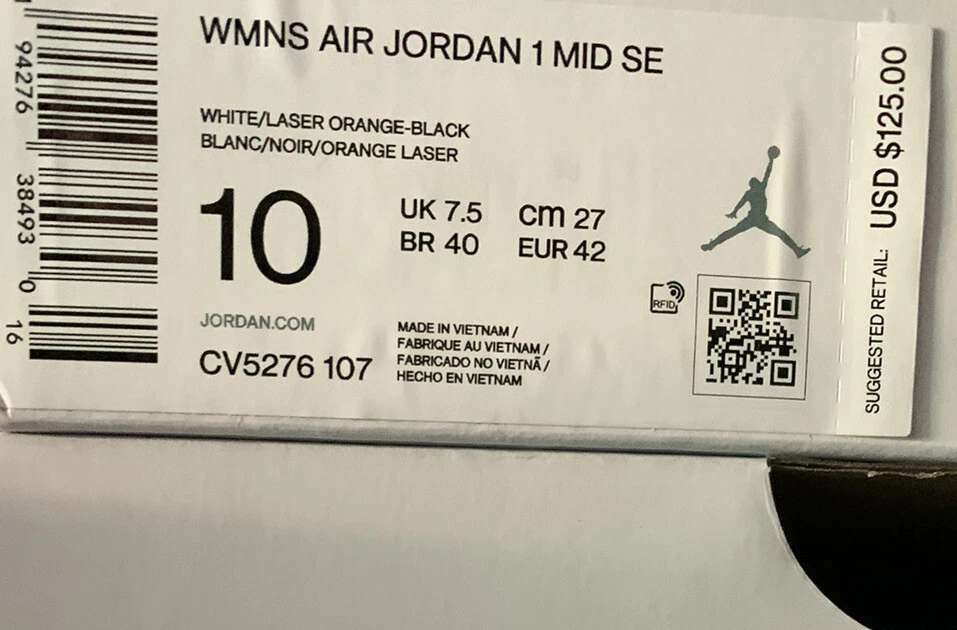 WMNS AIR JORDAN 1 MID SE
WHITE/LASER ORANGE-BLACK
BLANC/NOIR/ORANGE LASER
10
UK 7.5 cm 27
BR 40 EUR 42
JORDAN.COM
CV5276 107
MADE IN VIETNAM /
FABRIQUE AU VIETNAM /
FABRICADO NO VIETNÃ /
HECHO EN VIETNAM
RFID
SUGGESTED RETAIL: USD $125.00
94276 38493 0 16